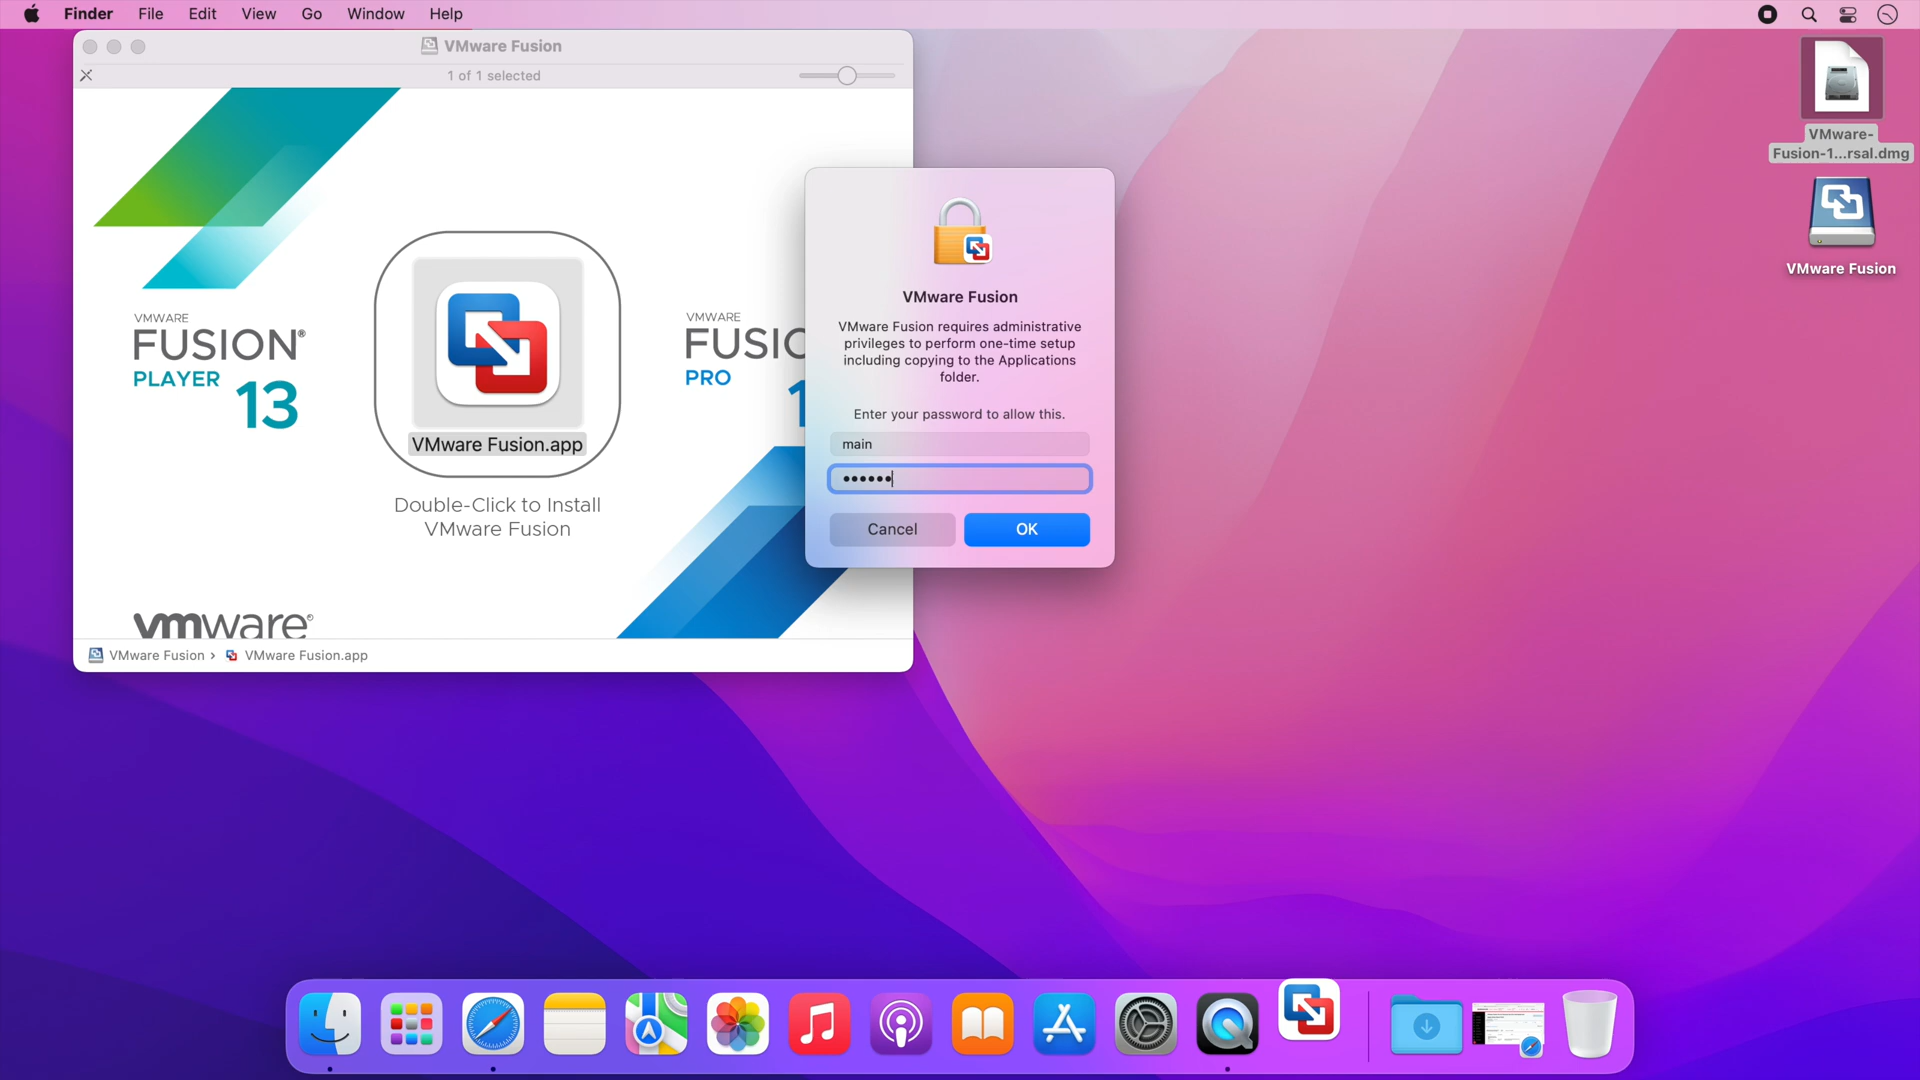 Finder File Edit View Go Window Help
VMware Fusion
1 of 1 selected
VMWARE
FUSION®
PLAYER
13
VMware Fusion.app
Double-Click to Install
VMware Fusion
VMWARE
FUSIO
PRO
1
vmware®
VMware Fusion › VMware Fusion.app
VMware Fusion
VMware Fusion requires administrative
privileges to perform one-time setup
including copying to the Applications
folder.
Enter your password to allow this.
main
••••••
Cancel OK
VMware-
Fusion-1...rsal.dmg
VMware Fusion